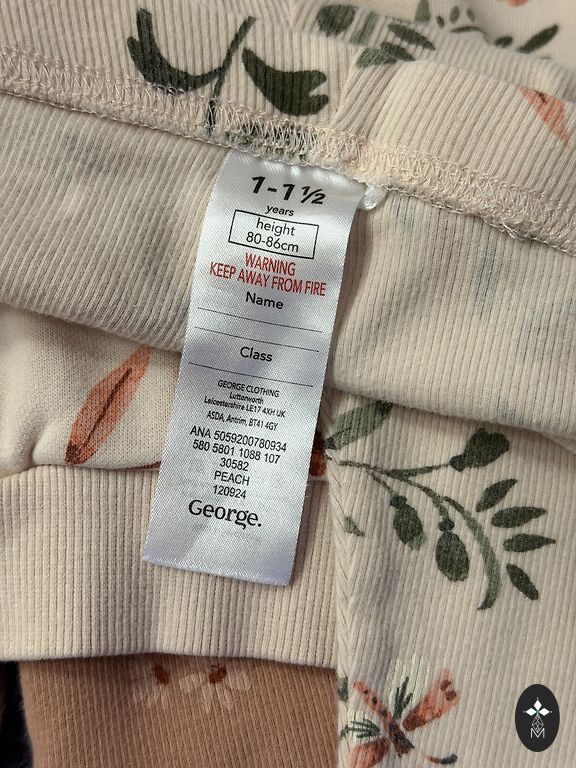 1-1½
years
height
80-86cm
WARNING
KEEP AWAY FROM FIRE
Name
Class
GEORGE CLOTHING
Lutterworth
Leicestershire LE17 4XH UK
ASDA, Antrim, BT41 4GY
ANA 5059200780934
580 5801 1088 107
30582
PEACH
120924
George.